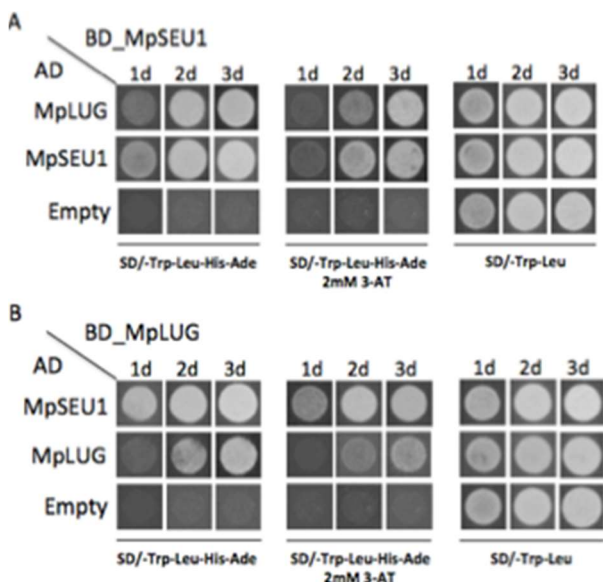 A
BD_MpSEU1
AD 1d 2d 3d 1d 2d 3d 1d 2d 3d
MpLUG
MpSEU1
Empty
SD/-Trp-Leu-His-Ade SD/-Trp-Leu-His-Ade SD/-Trp-Leu
2mM 3-AT
B
BD_MpLUG
AD 1d 2d 3d 1d 2d 3d 1d 2d 3d
MpSEU1
MpLUG
Empty
SD/-Trp-Leu-His-Ade SD/-Trp-Leu-His-Ade SD/-Trp-Leu
2mM 3-AT